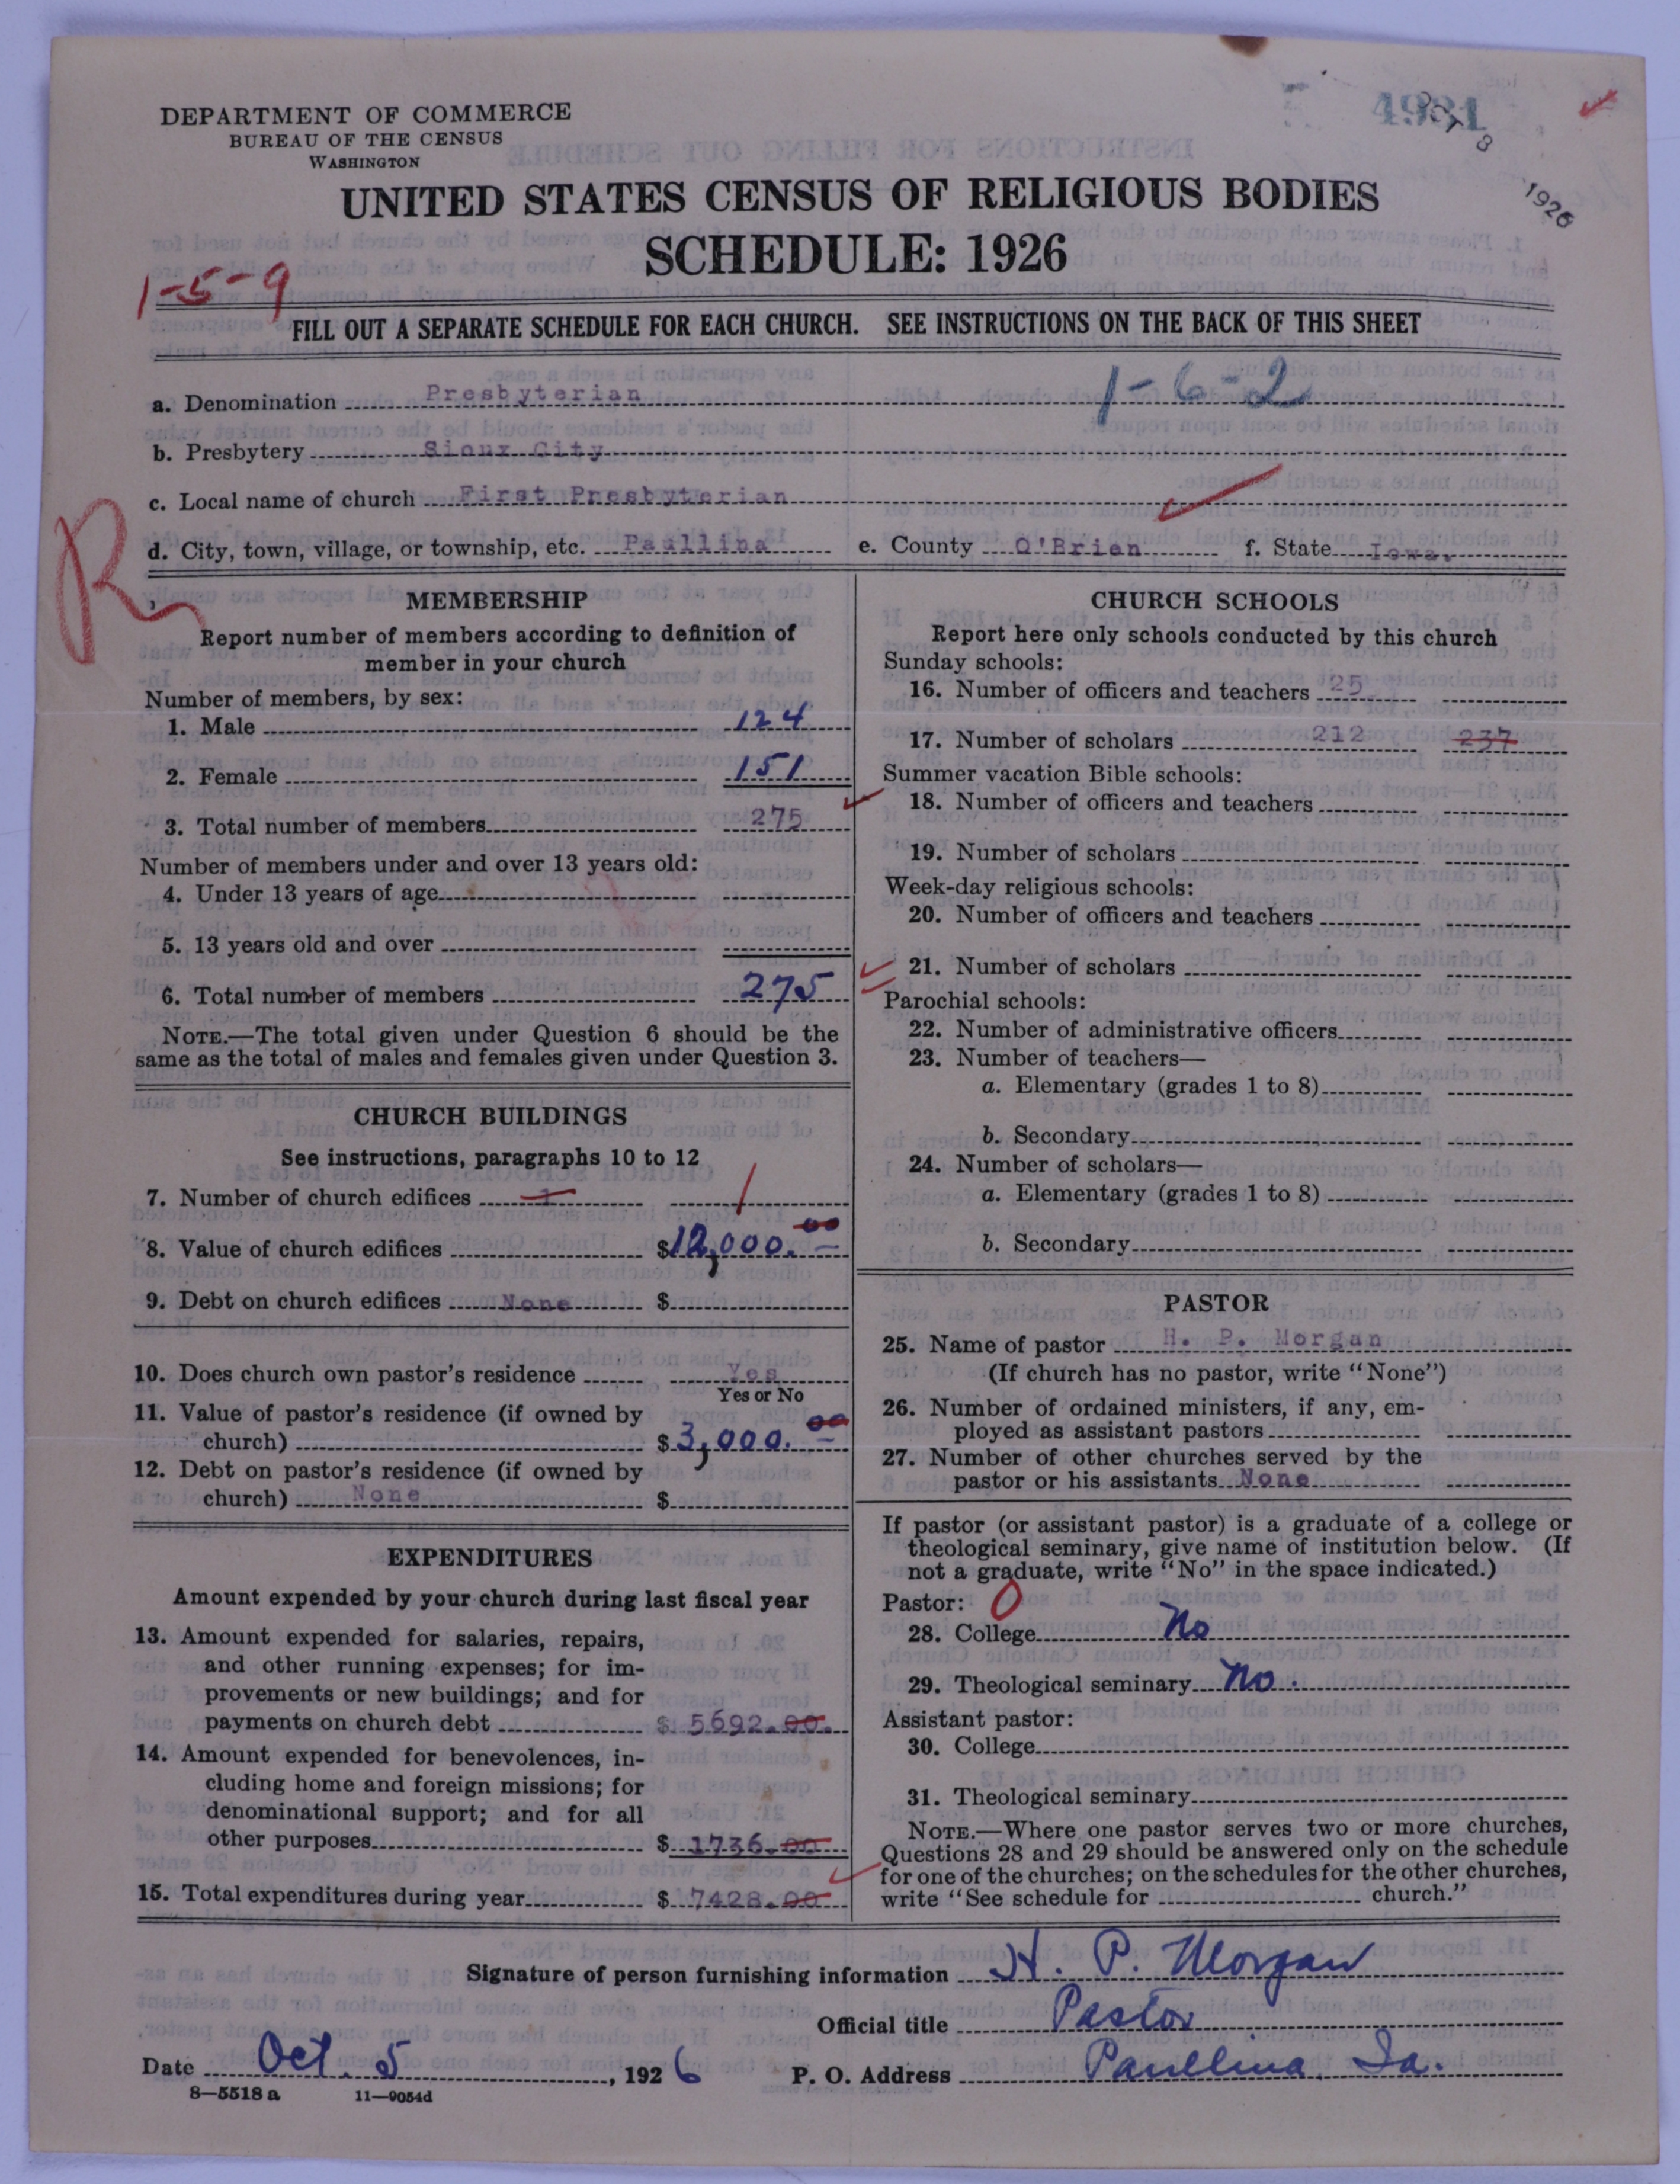 DEPARTMENT OF COMMERCE
BUREAU OF THE CENSUS
WASHINGTON
4981
1926
UNITED STATES CENSUS OF RELIGIOUS BODIES
SCHEDULE: 1926
1-5-9
FILL OUT A SEPARATE SCHEDULE FOR EACH CHURCH. SEE INSTRUCTIONS ON THE BACK OF THIS SHEET
a. Denomination Presbyterian 1-6-2
b. Presbytery Sioux City
c. Local name of church First Presbyterian
d. City, town, village, or township, etc. Paullina e. County O'Brien f. State Iowa.
R
MEMBERSHIP
Report number of members according to definition of
member in your church
Number of members, by sex:
1. Male 124
2. Female 151
3. Total number of members 275
Number of members under and over 13 years old:
4. Under 13 years of age
5. 13 years old and over
6. Total number of members 275
NOTE.—The total given under Question 6 should be the
same as the total of males and females given under Question 3.
CHURCH BUILDINGS
See instructions, paragraphs 10 to 12
7. Number of church edifices 1 1
8. Value of church edifices $12,000.00
9. Debt on church edifices None $
10. Does church own pastor's residence Yes
Yes or No
11. Value of pastor's residence (if owned by
church) $3,000.00
12. Debt on pastor's residence (if owned by
church) None $
EXPENDITURES
Amount expended by your church during last fiscal year
13. Amount expended for salaries, repairs,
and other running expenses; for im-
provements or new buildings; and for
payments on church debt $ 5692.00.
14. Amount expended for benevolences, in-
cluding home and foreign missions; for
denominational support; and for all
other purposes $ 1736.00
15. Total expenditures during year $ 7428.00
CHURCH SCHOOLS
Report here only schools conducted by this church
Sunday schools:
16. Number of officers and teachers 25
17. Number of scholars 212 237
Summer vacation Bible schools:
18. Number of officers and teachers
19. Number of scholars
Week-day religious schools:
20. Number of officers and teachers
21. Number of scholars
Parochial schools:
22. Number of administrative officers
23. Number of teachers—
a. Elementary (grades 1 to 8)
b. Secondary
24. Number of scholars—
a. Elementary (grades 1 to 8)
b. Secondary
PASTOR
25. Name of pastor H. P. Morgan
(If church has no pastor, write "None")
26. Number of ordained ministers, if any, em-
ployed as assistant pastors
27. Number of other churches served by the
pastor or his assistants None
If pastor (or assistant pastor) is a graduate of a college or
theological seminary, give name of institution below. (If
not a graduate, write "No" in the space indicated.)
Pastor: 0
28. College No
29. Theological seminary No.
Assistant pastor:
30. College
31. Theological seminary
NOTE.—Where one pastor serves two or more churches,
Questions 28 and 29 should be answered only on the schedule
for one of the churches; on the schedules for the other churches,
write "See schedule for church."
Signature of person furnishing information H. P. Morgan
Official title Pastor
Date Oct. 5, 1926 P. O. Address Paullina, Ia.
8—5518 a 11—9054d